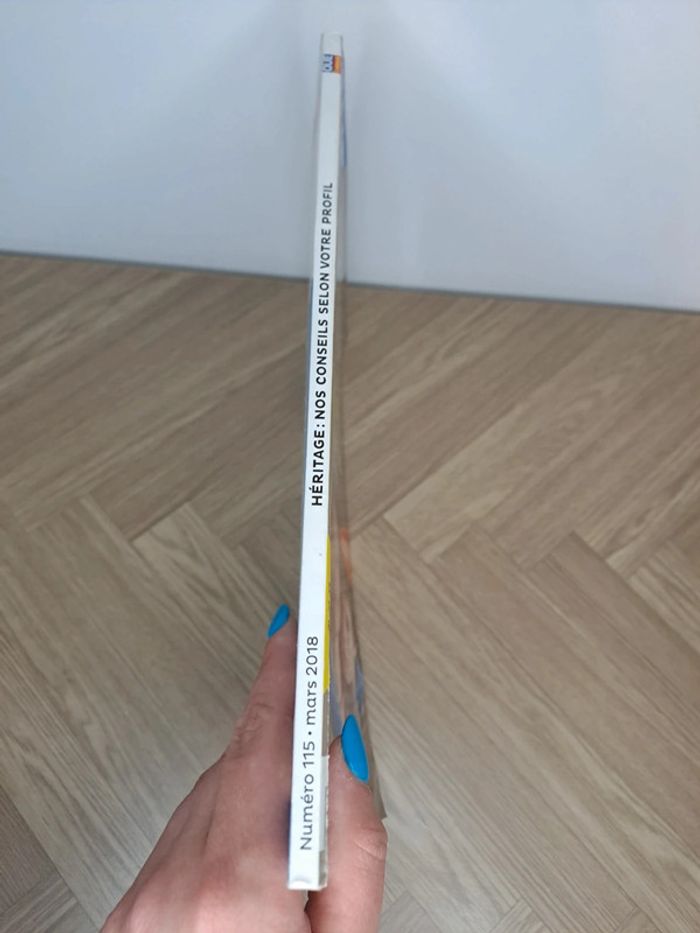 Numéro 115 • mars 2018
HÉRITAGE: NOS CONSEILS SELON VOTRE PROFIL